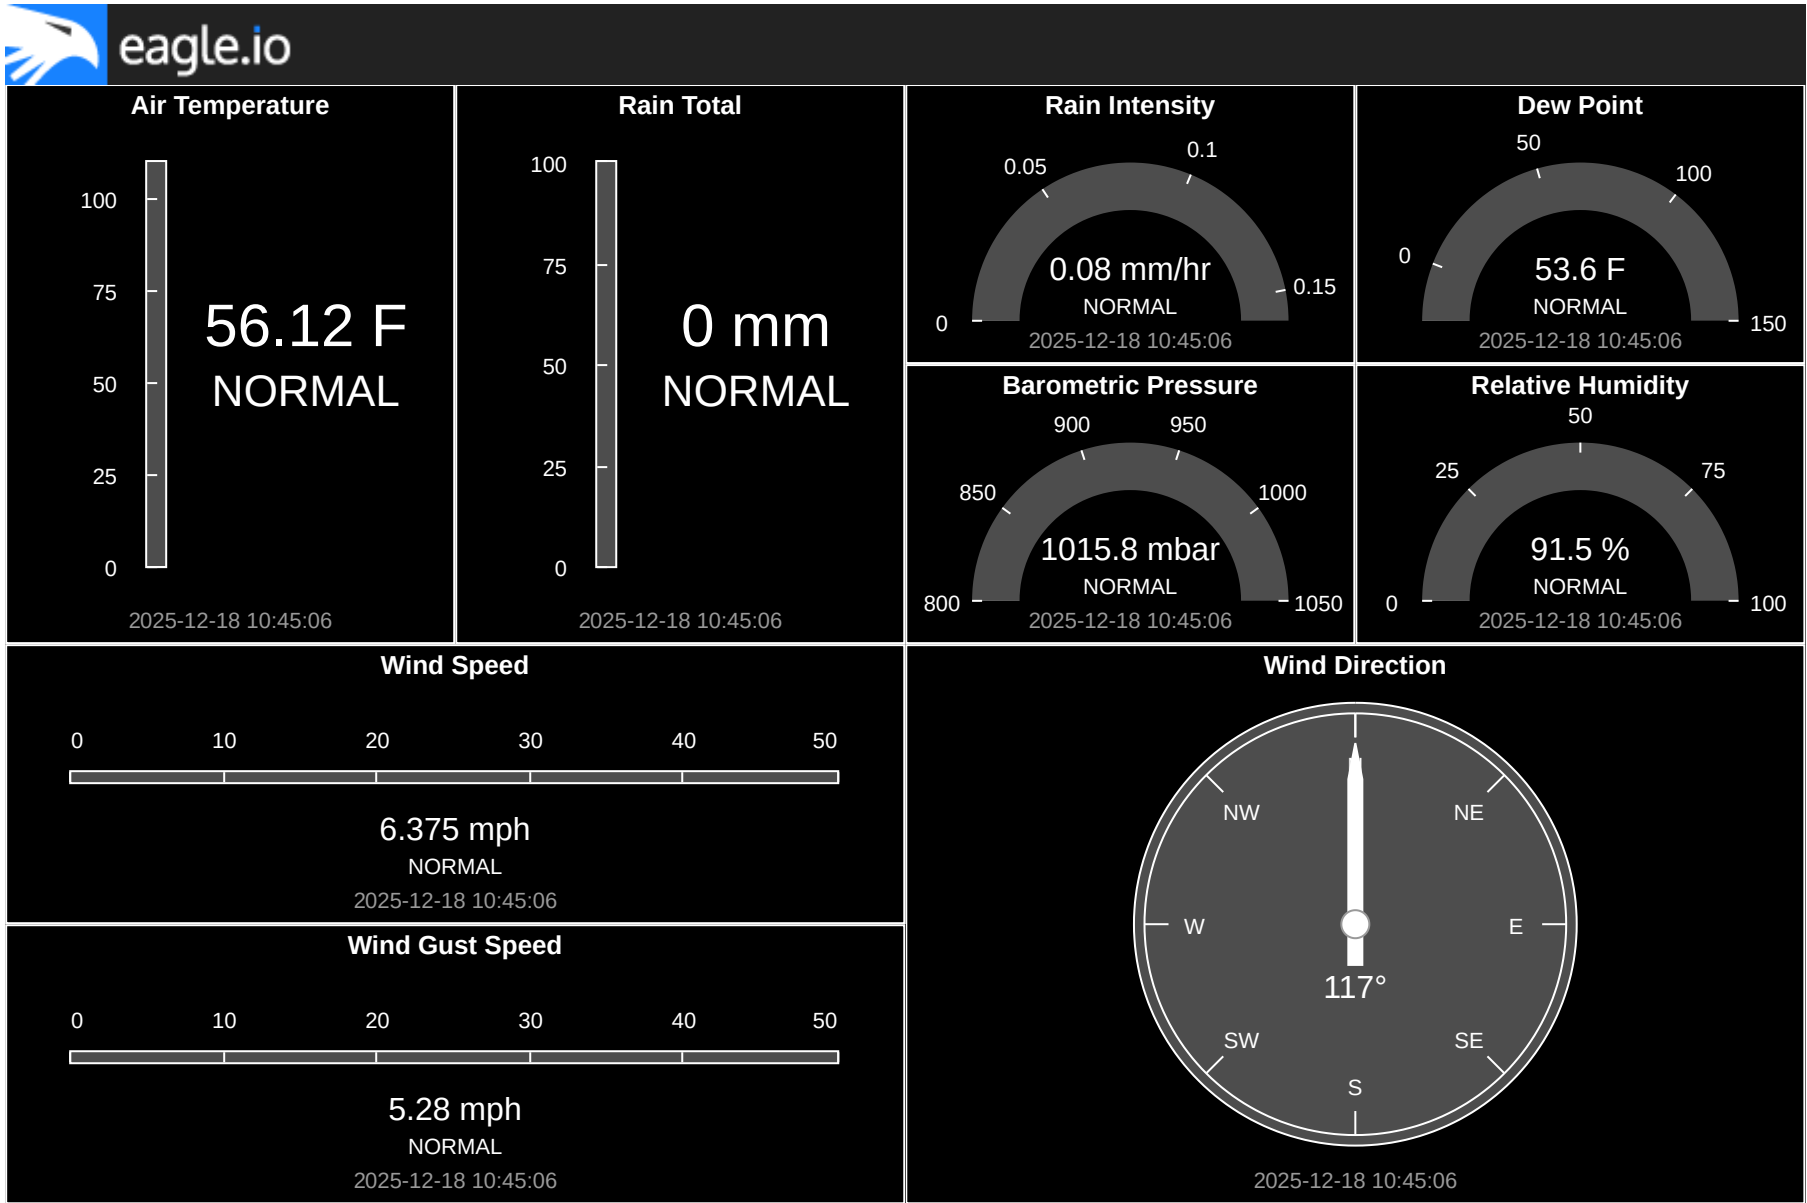 eagle.io
Air Temperature
100
75
50
25
0
56.12 F
NORMAL
2025-12-18 10:45:06
Rain Total
100
75
50
25
0
0 mm
NORMAL
2025-12-18 10:45:06
Rain Intensity
0
0.05
0.1
0.15
0.08 mm/hr
NORMAL
2025-12-18 10:45:06
Dew Point
0
50
100
150
53.6 F
NORMAL
2025-12-18 10:45:06
Barometric Pressure
800
850
900
950
1000
1050
1015.8 mbar
NORMAL
2025-12-18 10:45:06
Relative Humidity
0
25
50
75
100
91.5 %
NORMAL
2025-12-18 10:45:06
Wind Speed
0 10 20 30 40 50
6.375 mph
NORMAL
2025-12-18 10:45:06
Wind Gust Speed
0 10 20 30 40 50
5.28 mph
NORMAL
2025-12-18 10:45:06
Wind Direction
NW NE
W E
117°
SW SE
S
2025-12-18 10:45:06